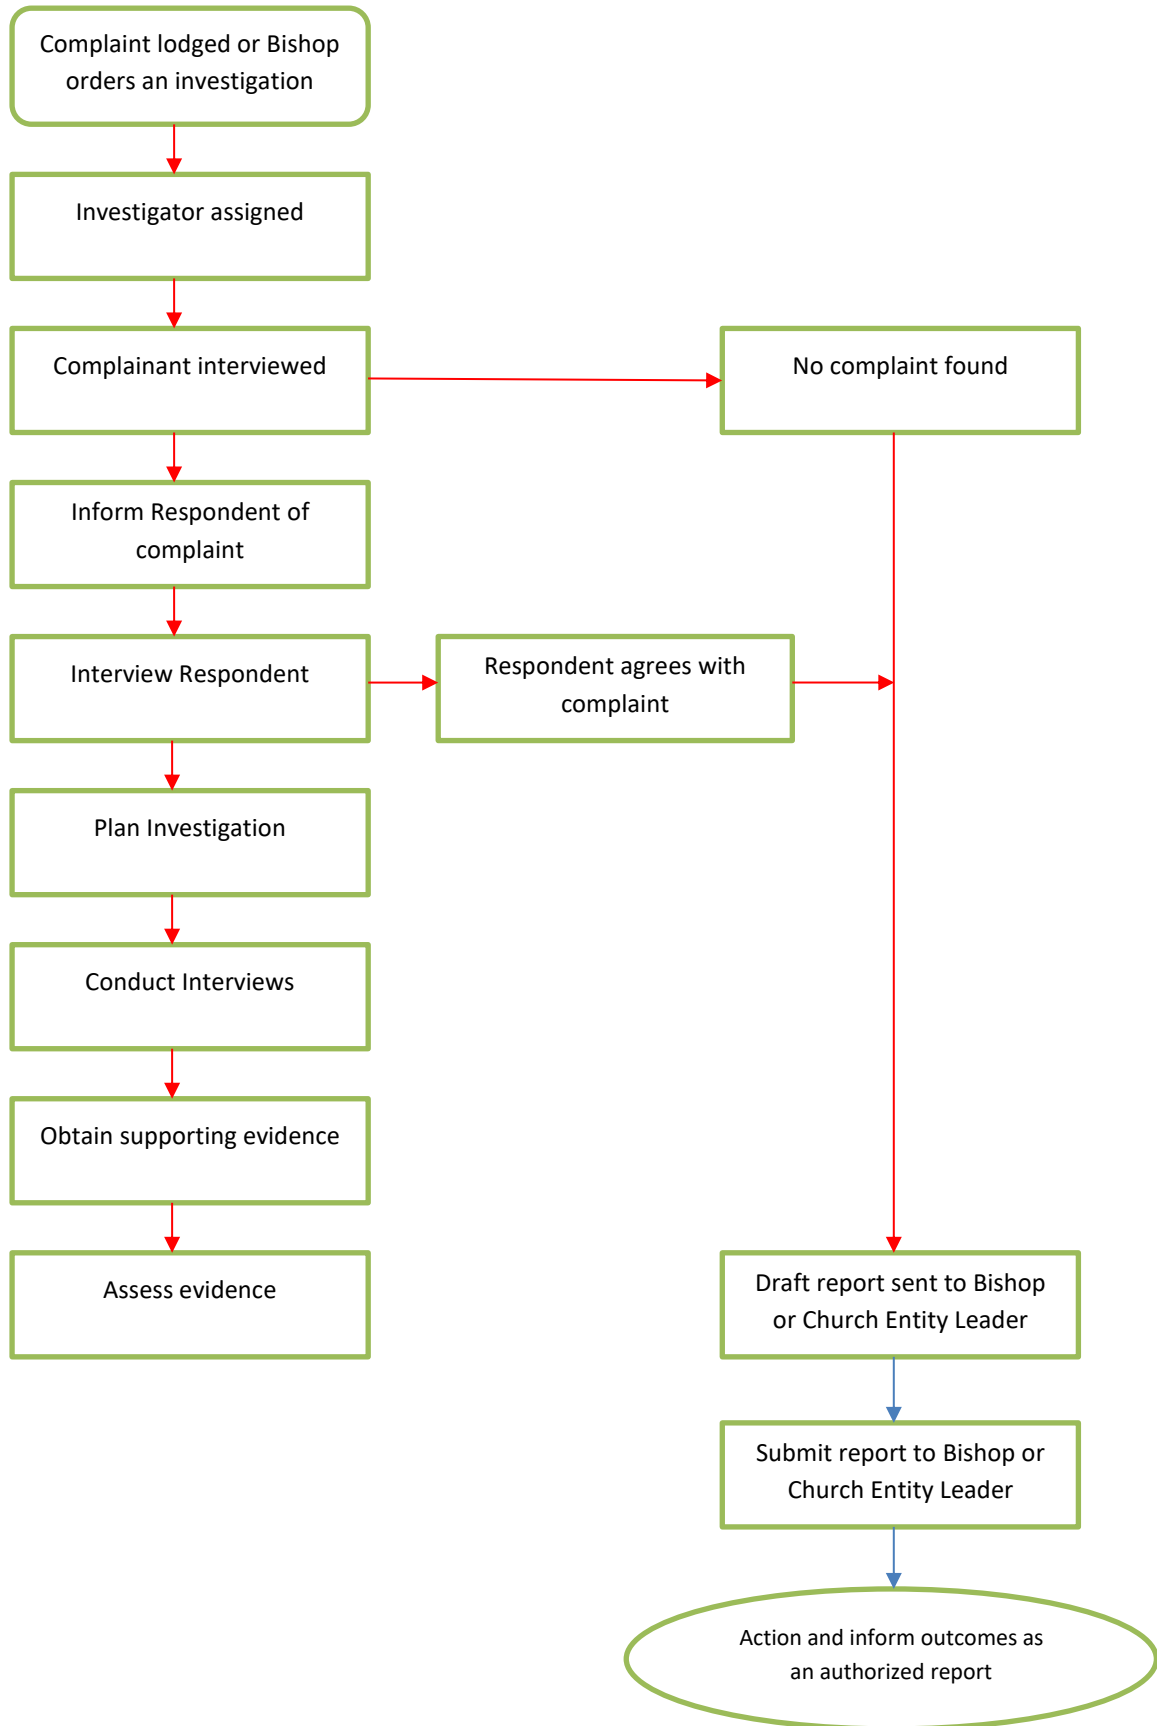 Complaint lodged or Bishop
orders an investigation
Investigator assigned
Complainant interviewed
No complaint found
Inform Respondent of
complaint
Interview Respondent
Respondent agrees with
complaint
Plan Investigation
Conduct Interviews
Obtain supporting evidence
Assess evidence
Draft report sent to Bishop
or Church Entity Leader
Submit report to Bishop or
Church Entity Leader
Action and inform outcomes as
an authorized report